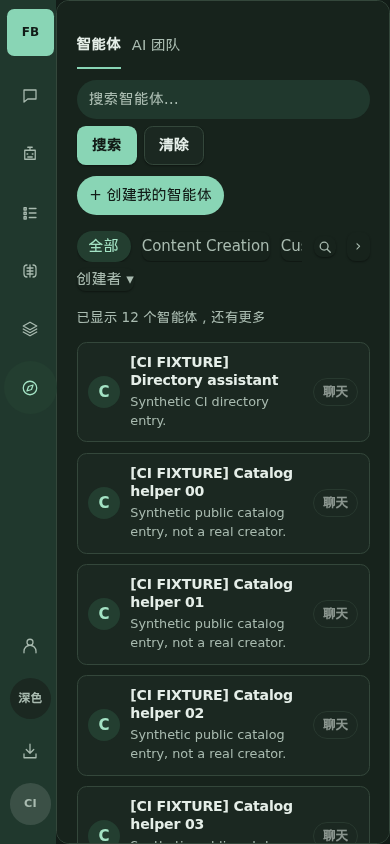 FB
智能体 AI 团队
搜索智能体...
搜索 清除
+ 创建我的智能体
全部 Content Creation Cu
创建者 ▾
已显示 12 个智能体，还有更多
[CI FIXTURE]
Directory assistant
Synthetic CI directory
entry.
C
聊天
[CI FIXTURE] Catalog
helper 00
Synthetic public catalog
entry, not a real creator.
C
聊天
[CI FIXTURE] Catalog
helper 01
Synthetic public catalog
entry, not a real creator.
C
聊天
[CI FIXTURE] Catalog
helper 02
Synthetic public catalog
entry, not a real creator.
C
聊天
[CI FIXTURE] Catalog
helper 03
C
聊天
深色
CI